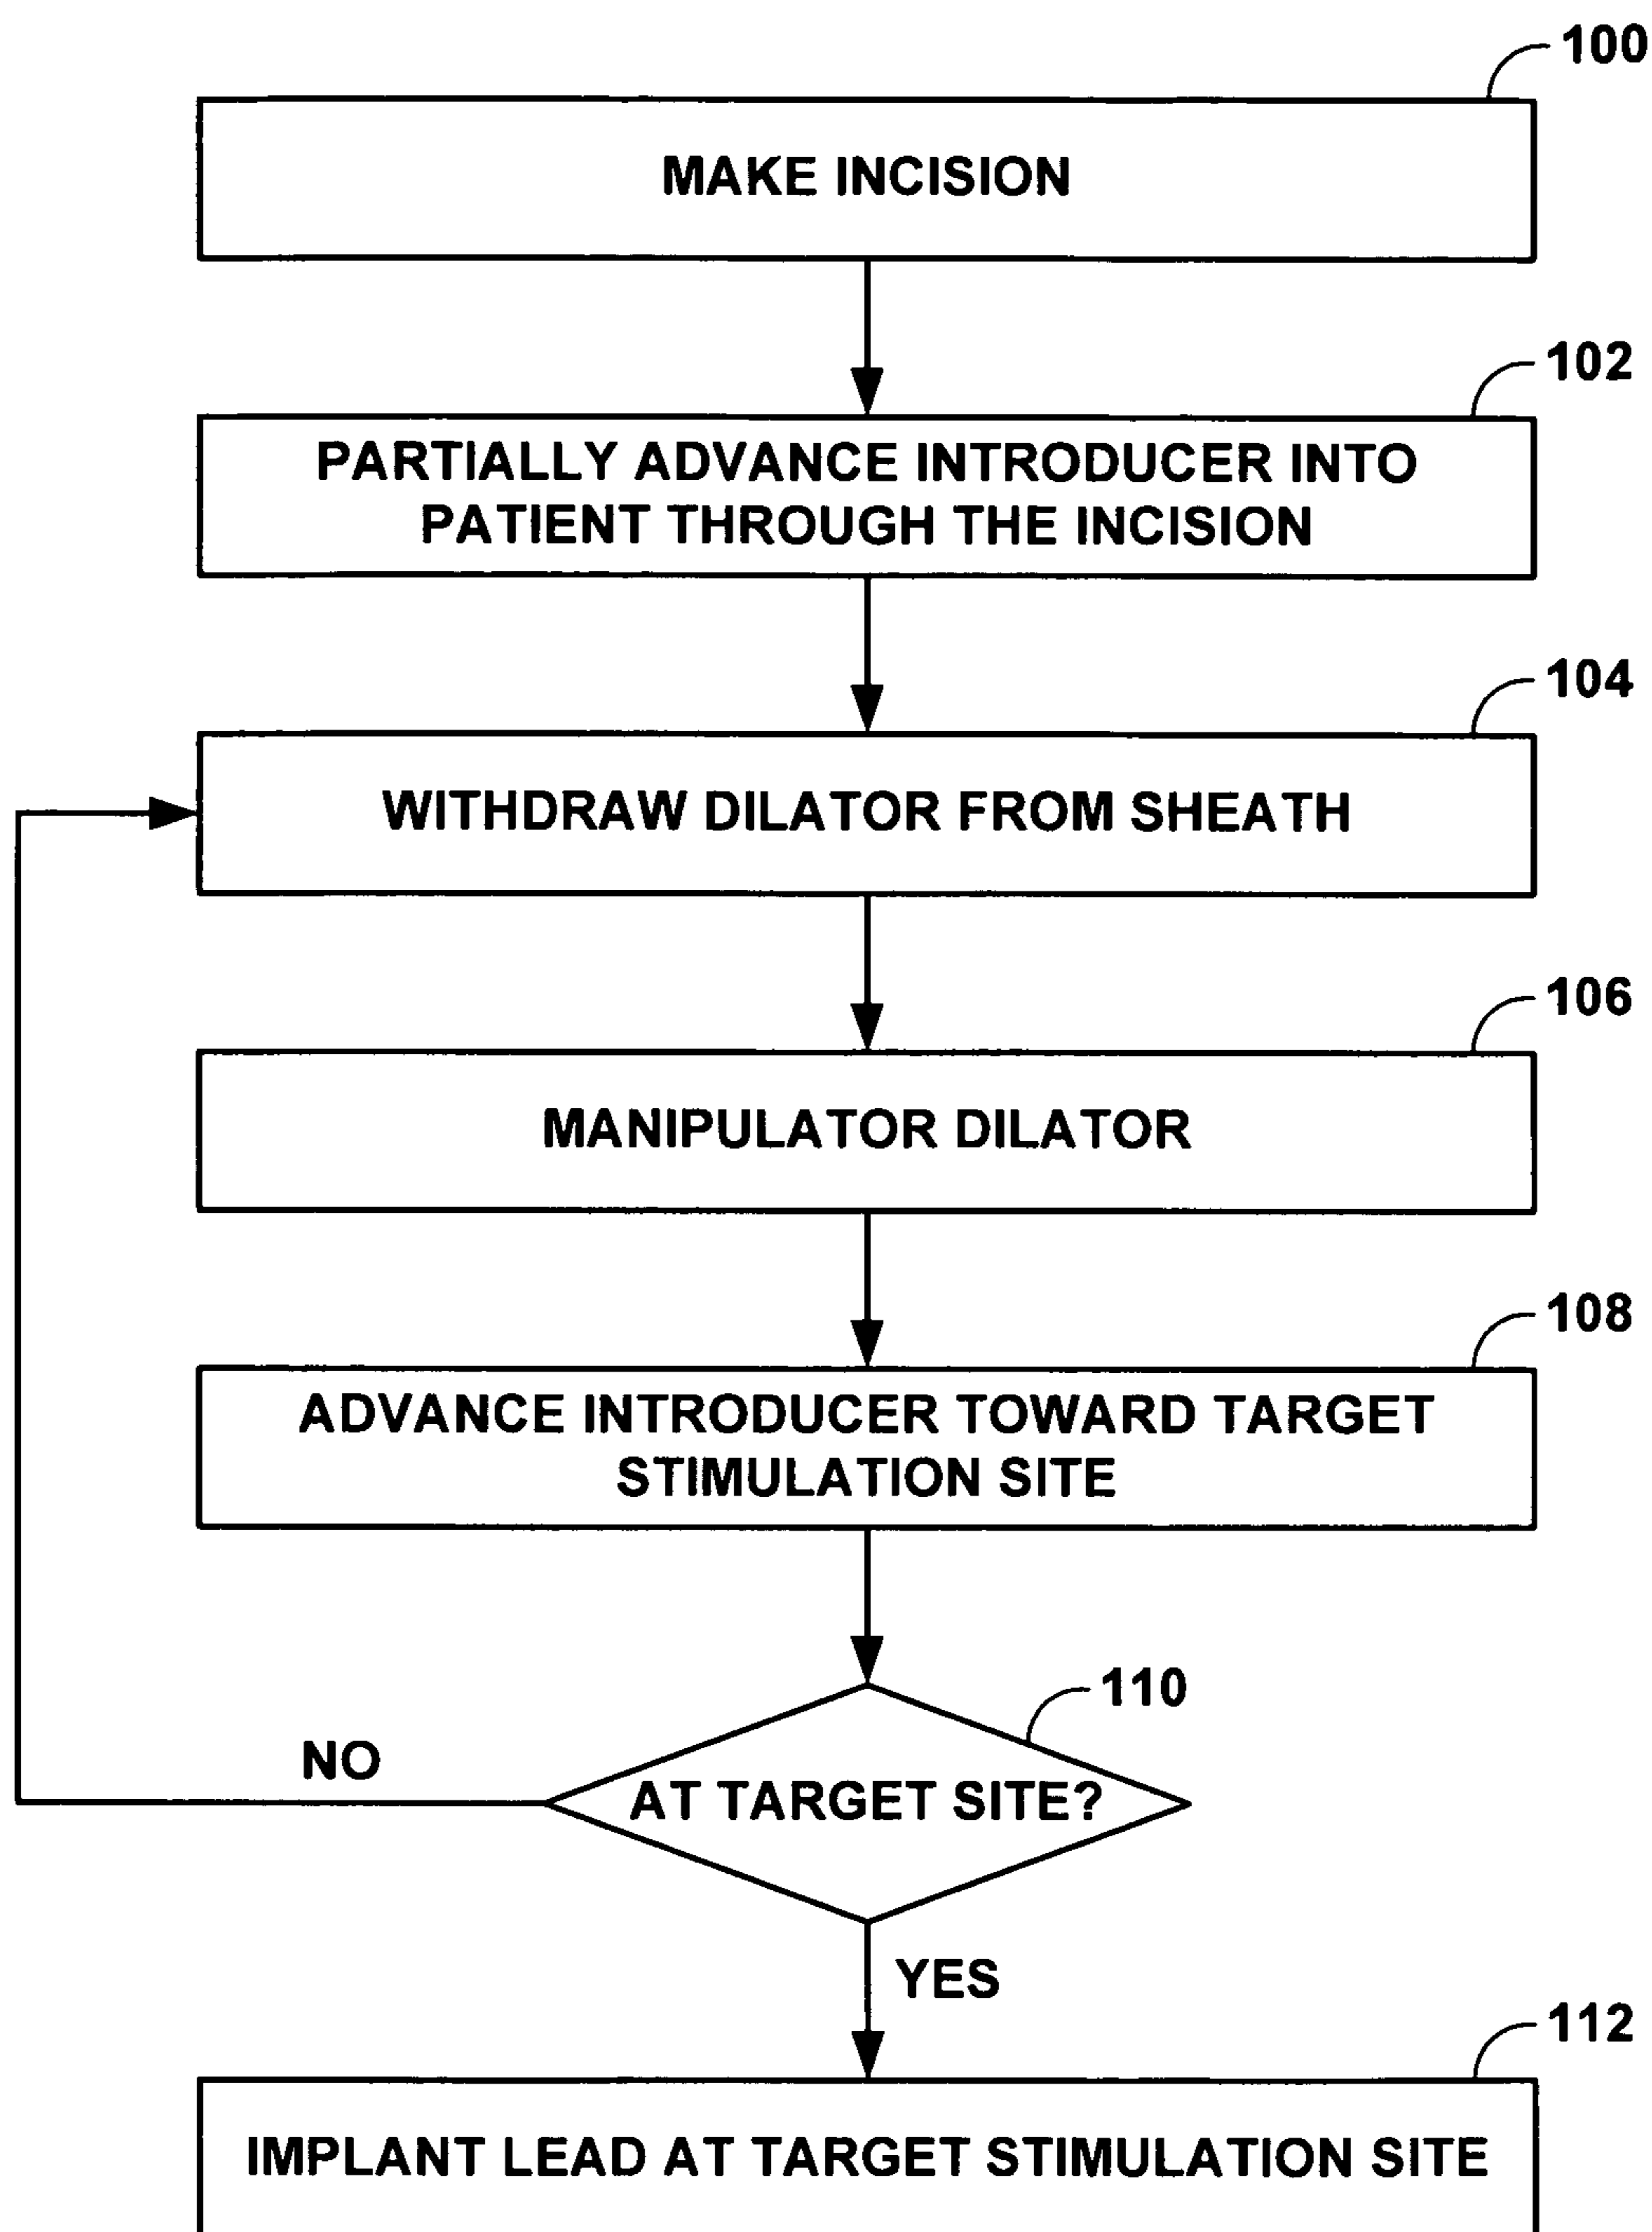 100
MAKE INCISION
102
PARTIALLY ADVANCE INTRODUCER INTO
PATIENT THROUGH THE INCISION
104
WITHDRAW DILATOR FROM SHEATH
106
MANIPULATOR DILATOR
108
ADVANCE INTRODUCER TOWARD TARGET
STIMULATION SITE
110
NO
AT TARGET SITE?
YES
112
IMPLANT LEAD AT TARGET STIMULATION SITE